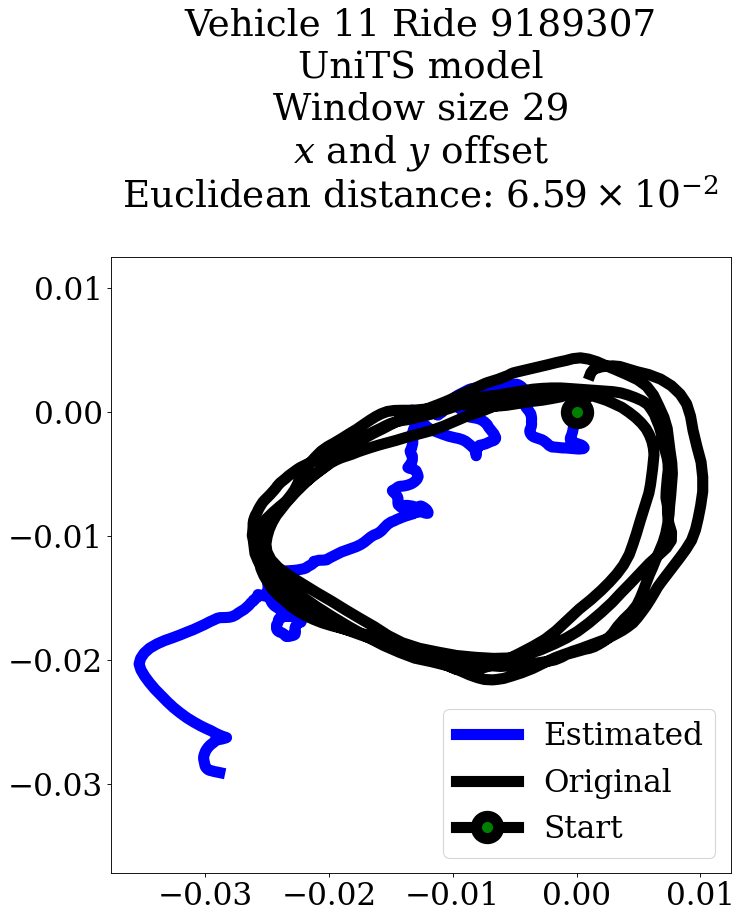 Vehicle 11 Ride 9189307
UniTS model
Window size 29
x and y offset
Euclidean distance: 6.59 × 10⁻²
0.01
0.00
−0.01
−0.02
−0.03
Estimated
Original
Start
−0.03 −0.02 −0.01 0.00 0.01